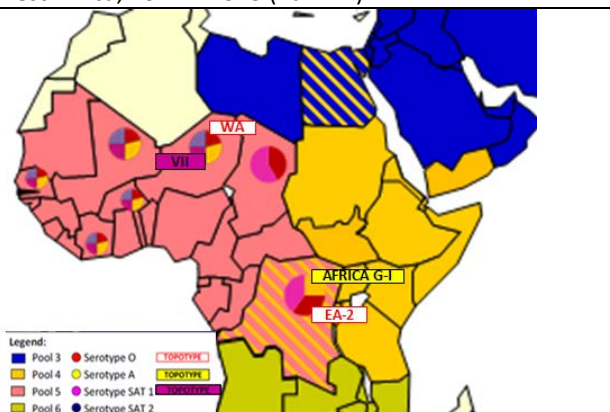 WA
VII
AFRICA G-I
EA-2
Legend:
Pool 3 Serotype O TOPOTYPE
Pool 4 Serotype A TOPOTYPE
Pool 5 Serotype SAT 1 TOPOTYPE
Pool 6 Serotype SAT 2